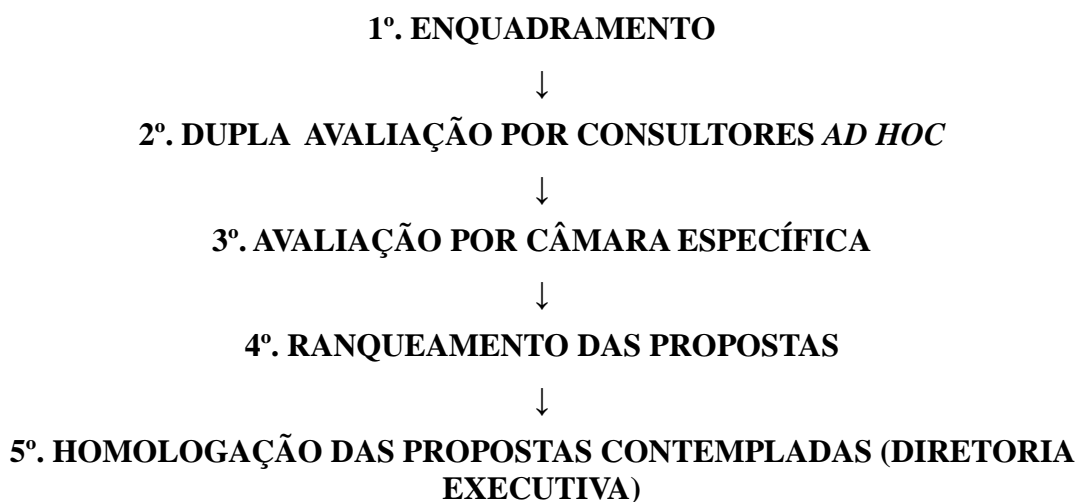 1º. ENQUADRAMENTO
↓
2º. DUPLA AVALIAÇÃO POR CONSULTORES AD HOC
↓
3º. AVALIAÇÃO POR CÂMARA ESPECÍFICA
↓
4º. RANQUEAMENTO DAS PROPOSTAS
↓
5º. HOMOLOGAÇÃO DAS PROPOSTAS CONTEMPLADAS (DIRETORIA
EXECUTIVA)